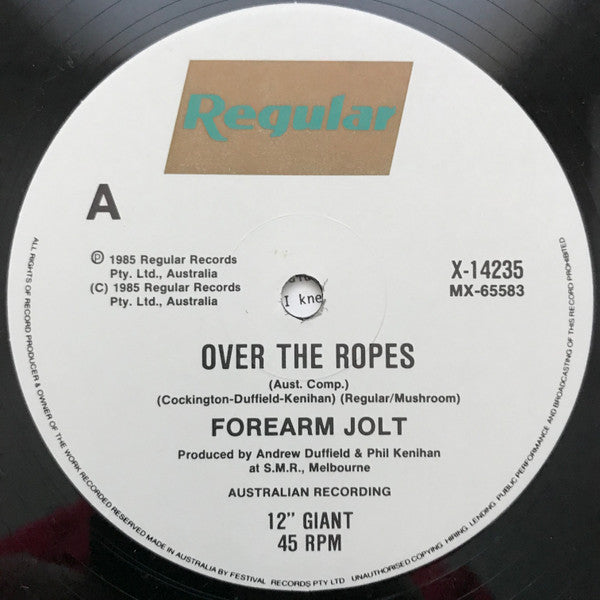 Regular
A
℗ 1985 Regular Records
Pty. Ltd., Australia
(C) 1985 Regular Records
Pty. Ltd., Australia
X-14235
MX-65583
I kne
OVER THE ROPES
(Aust. Comp.)
(Cockington-Duffield-Kenihan) (Regular/Mushroom)
FOREARM JOLT
Produced by Andrew Duffield & Phil Kenihan
at S.M.R., Melbourne
AUSTRALIAN RECORDING
12” GIANT
45 RPM
ALL RIGHTS OF RECORD PRODUCER & OWNER OF THE WORK RECORDED RESERVED MADE IN AUSTRALIA BY FESTIVAL RECORDS PTY LTD UNAUTHORISED COPYING HIRING LENDING PUBLIC PERFORMANCE AND BROADCASTING OF THIS RECORD PROHIBITED